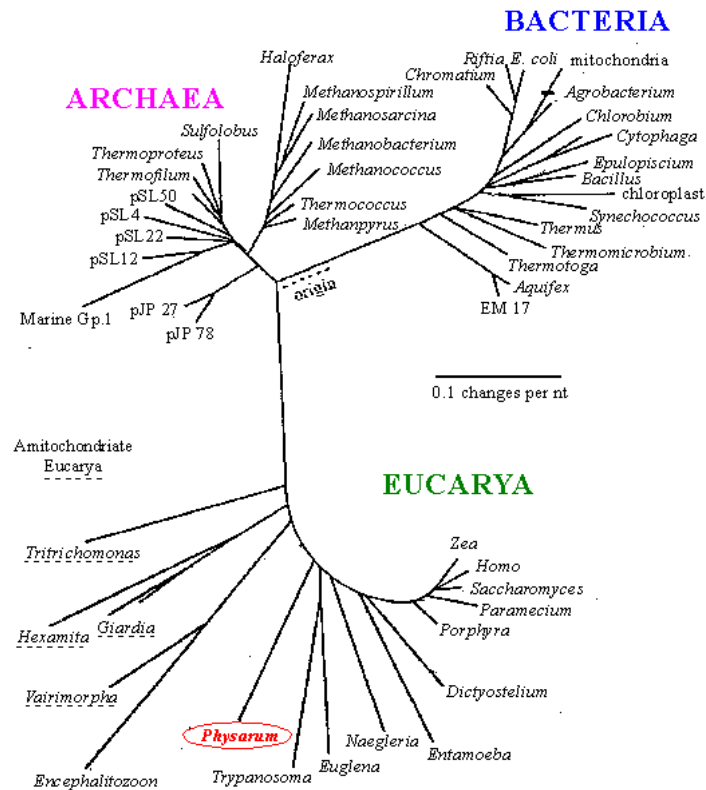 BACTERIA
ARCHAEA
Haloferax
Riftia E. coli mitochondria
Chromatium
Methanospirillum
Agrobacterium
Methanosarcina
Chlorobium
Sulfolobus
Cytophaga
Methanobacterium
Thermoproteus
Epulopiscium
Methanococcus
Thermofilum
Bacillus
pSL50
chloroplast
Thermococcus
pSL4
Synechococcus
Methanpyrus
Thermus
pSL22
Thermomicrobium
pSL12
Thermotoga
origin
Aquifex
pJP 27
EM 17
Marine Gp.1
pJP 78
0.1 changes per nt
Amitochondriate
Eucarya
EUCARYA
Zea
Tritrichomonas
Homo
Saccharomyces
Paramecium
Giardia
Porphyra
Hexamita
Vairimorpha
Dictyostelium
Physarum
Naegleria
Entamoeba
Euglena
Trypanosoma
Encephalitozoon